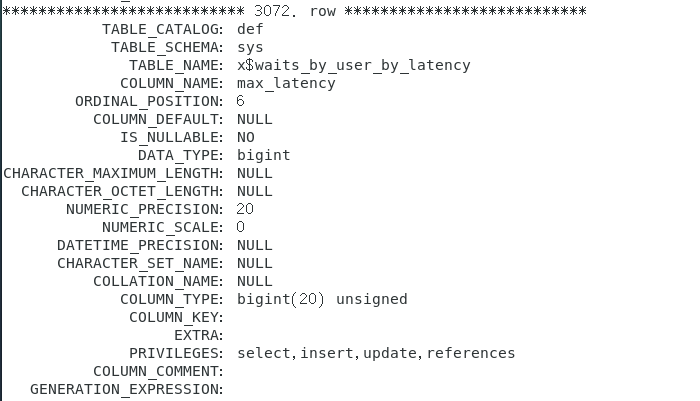 *************************** 3072. row ***************************
TABLE_CATALOG: def
TABLE_SCHEMA: sys
TABLE_NAME: x$waits_by_user_by_latency
COLUMN_NAME: max_latency
ORDINAL_POSITION: 6
COLUMN_DEFAULT: NULL
IS_NULLABLE: NO
DATA_TYPE: bigint
CHARACTER_MAXIMUM_LENGTH: NULL
CHARACTER_OCTET_LENGTH: NULL
NUMERIC_PRECISION: 20
NUMERIC_SCALE: 0
DATETIME_PRECISION: NULL
CHARACTER_SET_NAME: NULL
COLLATION_NAME: NULL
COLUMN_TYPE: bigint(20) unsigned
COLUMN_KEY:
EXTRA:
PRIVILEGES: select,insert,update,references
COLUMN_COMMENT:
GENERATION_EXPRESSION: